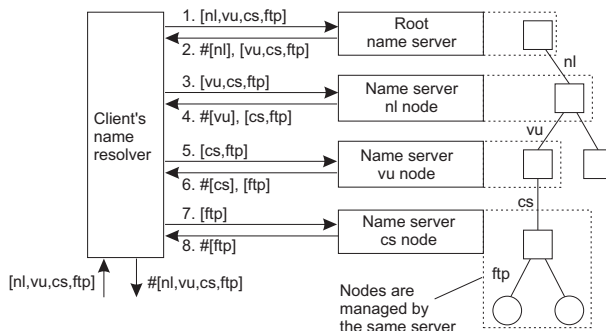 1. [nl,vu,cs,ftp]
Root
name server
2. #[nl], [vu,cs,ftp]
nl
3. [vu,cs,ftp]
Name server
nl node
4. #[vu], [cs,ftp]
Client's
name
resolver
vu
5. [cs,ftp]
Name server
vu node
6. #[cs], [ftp]
cs
7. [ftp]
Name server
cs node
8. #[ftp]
ftp
[nl,vu,cs,ftp]
#[nl,vu,cs,ftp]
Nodes are
managed by
the same server